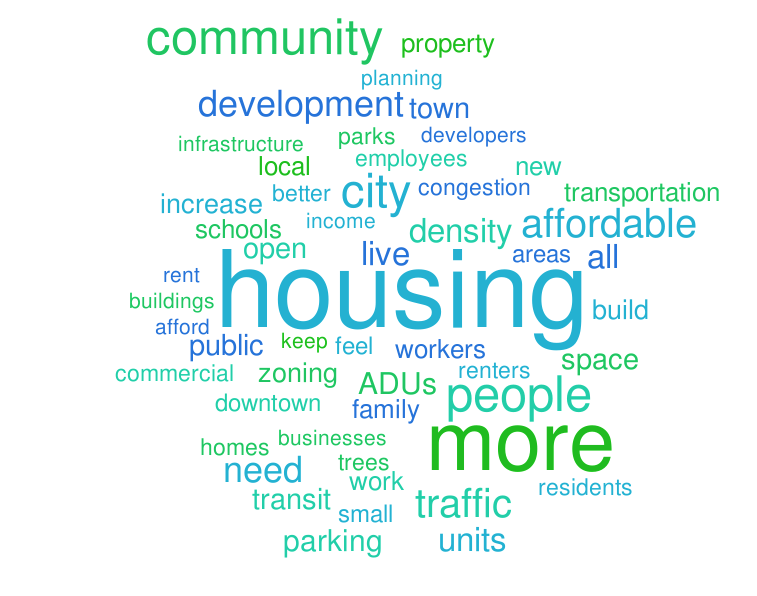 community property
planning
development town
infrastructure parks developers
local employees new
increase better city congestion transportation
schools income density affordable
open live areas all
rent housing
buildings build
afford
public keep feel workers
commercial zoning ADUs renters space
downtown family people
homes businesses more
need trees
transit work traffic residents
small
parking units